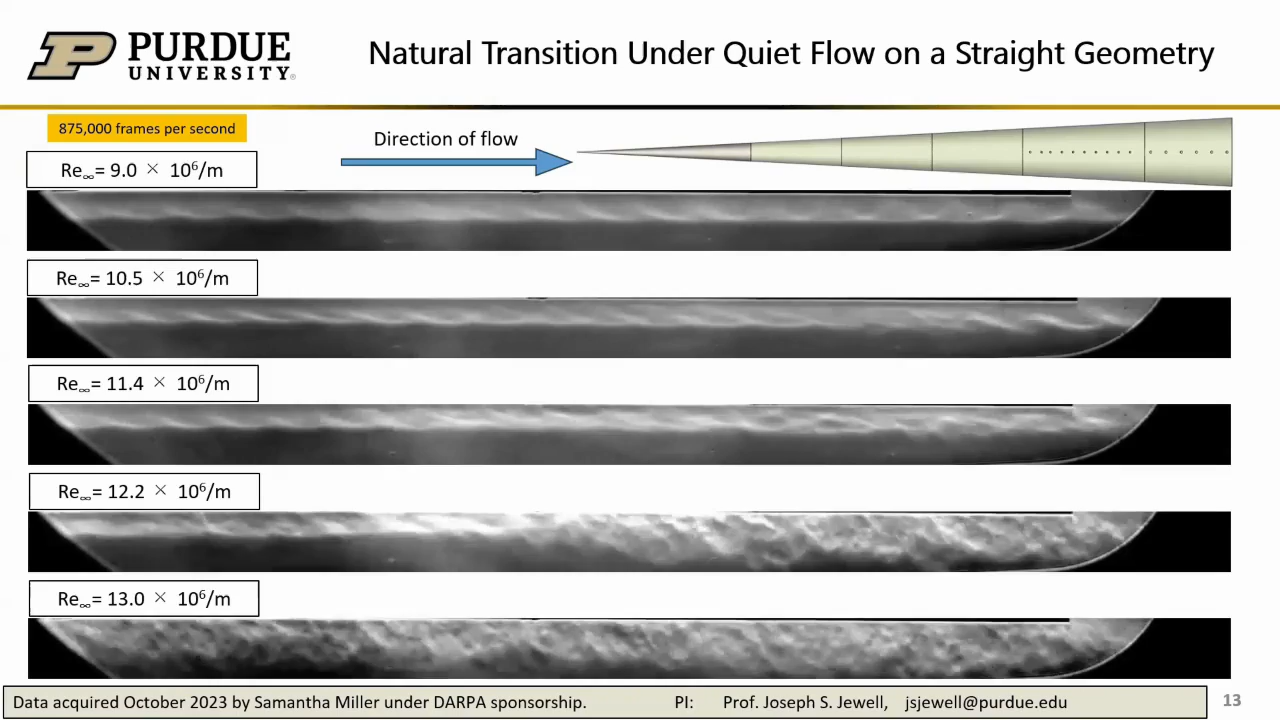 PURDUE
UNIVERSITY®
Natural Transition Under Quiet Flow on a Straight Geometry
875,000 frames per second
Direction of flow
Re∞= 9.0 × 10⁶/m
Re∞= 10.5 × 10⁶/m
Re∞= 11.4 × 10⁶/m
Re∞= 12.2 × 10⁶/m
Re∞= 13.0 × 10⁶/m
Data acquired October 2023 by Samantha Miller under DARPA sponsorship. PI: Prof. Joseph S. Jewell, jsjewell@purdue.edu
13